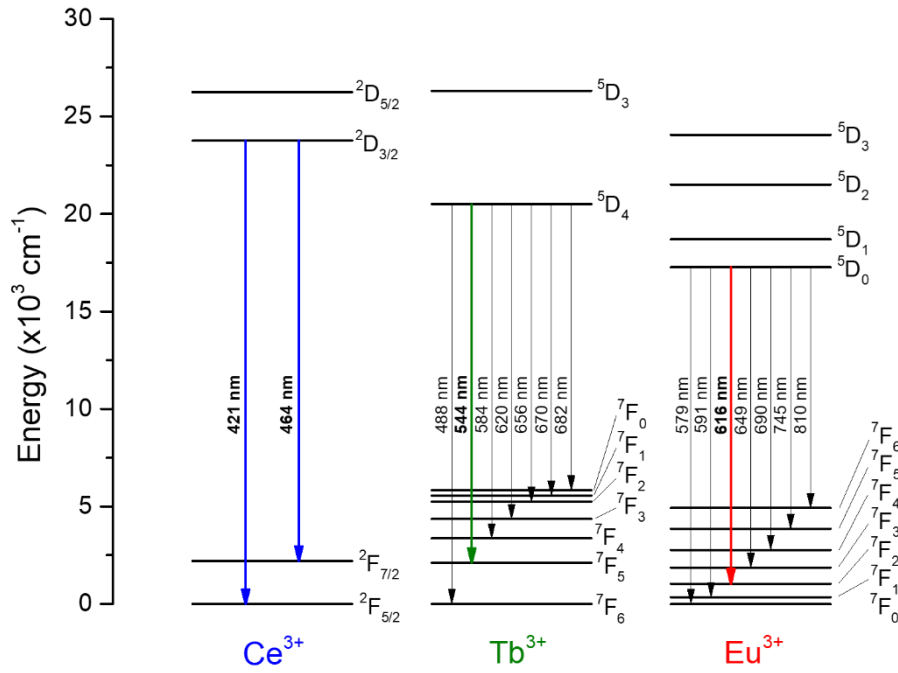 Energy (x10³ cm⁻¹)
30
25
20
15
10
5
0
²D₅/₂
²D₃/₂
421 nm
464 nm
²F₇/₂
²F₅/₂
Ce³⁺
⁵D₃
⁵D₄
488 nm
544 nm
584 nm
620 nm
656 nm
670 nm
682 nm
⁷F₀
⁷F₁
⁷F₂
⁷F₃
⁷F₄
⁷F₅
⁷F₆
Tb³⁺
⁵D₃
⁵D₂
⁵D₁
⁵D₀
579 nm
591 nm
616 nm
649 nm
690 nm
745 nm
810 nm
⁷F₆
⁷F₅
⁷F₄
⁷F₃
⁷F₂
⁷F₁
⁷F₀
Eu³⁺